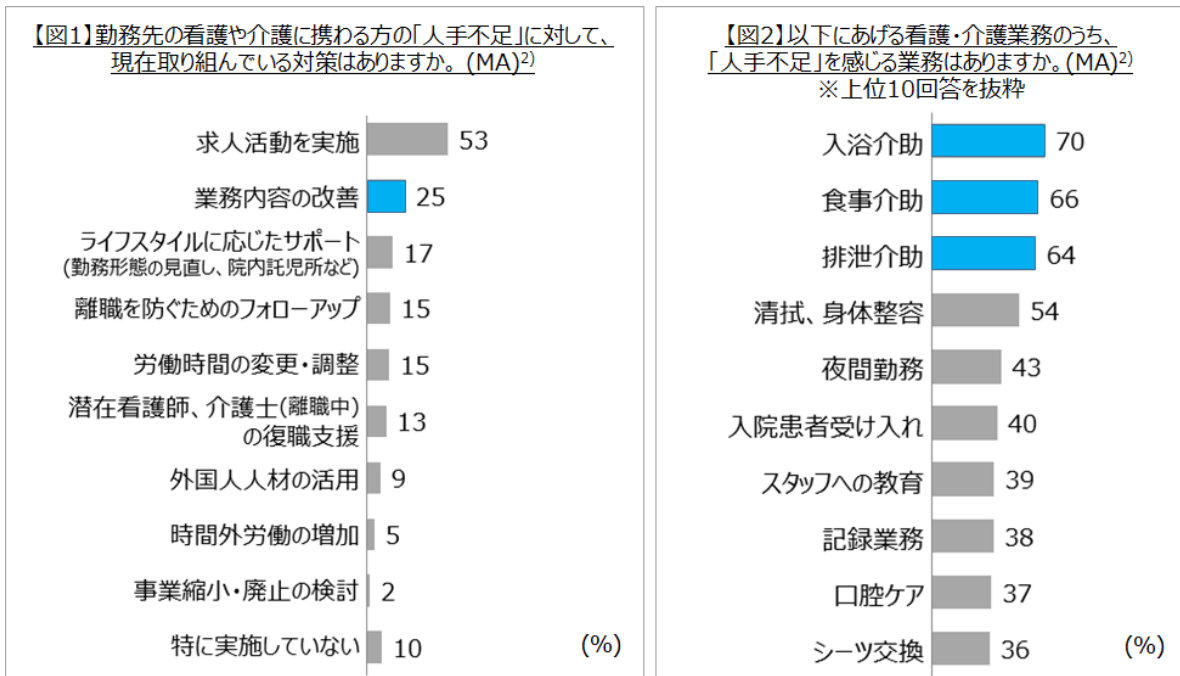 【図1】勤務先の看護や介護に携わる方の「人手不足」に対して、
現在取り組んでいる対策はありますか。(MA)2)
求人活動を実施 53
業務内容の改善 25
ライフスタイルに応じたサポート
(勤務形態の見直し、院内託児所など) 17
離職を防ぐためのフォローアップ 15
労働時間の変更・調整 15
潜在看護師、介護士(離職中)
の復職支援 13
外国人人材の活用 9
時間外労働の増加 5
事業縮小・廃止の検討 2
特に実施していない 10 (%)
【図2】以下にあげる看護・介護業務のうち、
「人手不足」を感じる業務はありますか。(MA)2)
※上位10回答を抜粋
入浴介助 70
食事介助 66
排泄介助 64
清拭、身体整容 54
夜間勤務 43
入院患者受け入れ 40
スタッフへの教育 39
記録業務 38
口腔ケア 37
シーツ交換 36 (%)